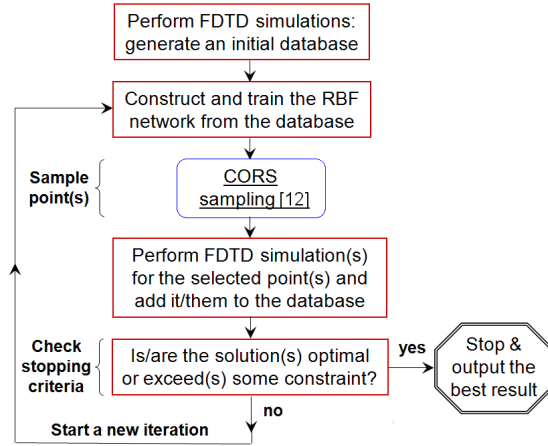 Perform FDTD simulations:
generate an initial database
Construct and train the RBF
network from the database
Sample
point(s)
CORS
sampling [12]
Perform FDTD simulation(s)
for the selected point(s) and
add it/them to the database
Check
stopping
criteria
Is/are the solution(s) optimal
or exceed(s) some constraint?
yes
Stop &
output the
best result
no
Start a new iteration